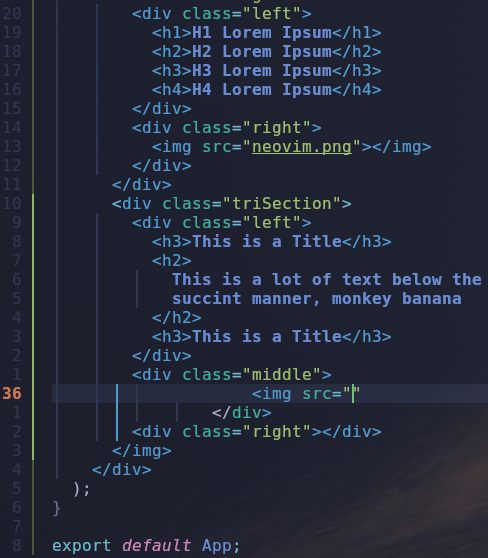 20 <div class="left">
19 <h1>H1 Lorem Ipsum</h1>
18 <h2>H2 Lorem Ipsum</h2>
17 <h3>H3 Lorem Ipsum</h3>
16 <h4>H4 Lorem Ipsum</h4>
15 </div>
14 <div class="right">
13 <img src="neovim.png"></img>
12 </div>
11 </div>
10 <div class="triSection">
9 <div class="left">
8 <h3>This is a Title</h3>
7 <h2>
6 This is a lot of text below the
5 succint manner, monkey banana
4 </h2>
3 <h3>This is a Title</h3>
2 </div>
1 <div class="middle">
36 <img src=""
1 </div>
2 <div class="right"></div>
3 </img>
4 </div>
5 );
6 }
7
8 export default App;